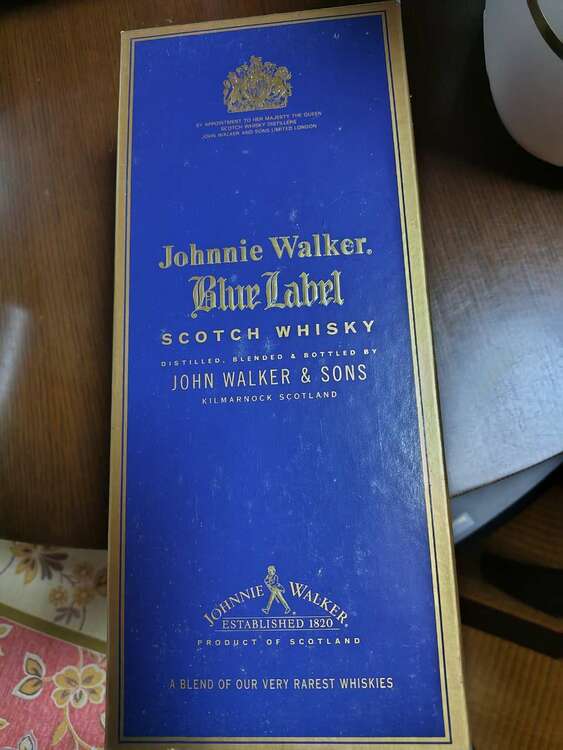 BY APPOINTMENT TO HER MAJESTY THE QUEEN
SCOTCH WHISKY DISTILLERS
JOHN WALKER AND SONS LIMITED LONDON
Johnnie Walker.
Blue Label
SCOTCH WHISKY
DISTILLED, BLENDED & BOTTLED BY
JOHN WALKER & SONS
KILMARNOCK SCOTLAND
JOHNNIE WALKER
ESTABLISHED 1820
PRODUCT OF SCOTLAND
A BLEND OF OUR VERY RAREST WHISKIES